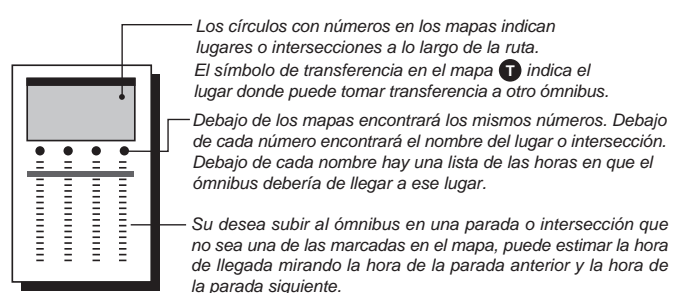 Los círculos con números en los mapas indican
lugares o intersecciones a lo largo de la ruta.
El símbolo de transferencia en el mapa T indica el
lugar donde puede tomar transferencia a otro ómnibus.
Debajo de los mapas encontrará los mismos números. Debajo
de cada número encontrará el nombre del lugar o intersección.
Debajo de cada nombre hay una lista de las horas en que el
ómnibus debería de llegar a ese lugar.
Su desea subir al ómnibus en una parada o intersección que
no sea una de las marcadas en el mapa, puede estimar la hora
de llegada mirando la hora de la parada anterior y la hora de
la parada siguiente.